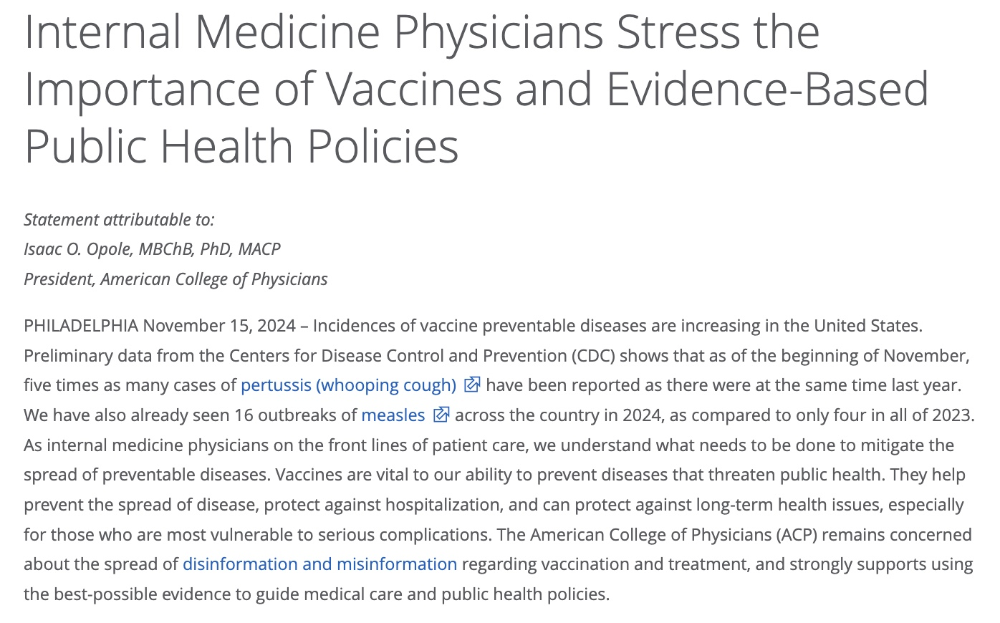 Internal Medicine Physicians Stress the
Importance of Vaccines and Evidence-Based
Public Health Policies
Statement attributable to:
Isaac O. Opole, MBChB, PhD, MACP
President, American College of Physicians
PHILADELPHIA November 15, 2024 – Incidences of vaccine preventable diseases are increasing in the United States.
Preliminary data from the Centers for Disease Control and Prevention (CDC) shows that as of the beginning of November,
five times as many cases of pertussis (whooping cough) have been reported as there were at the same time last year.
We have also already seen 16 outbreaks of measles across the country in 2024, as compared to only four in all of 2023.
As internal medicine physicians on the front lines of patient care, we understand what needs to be done to mitigate the
spread of preventable diseases. Vaccines are vital to our ability to prevent diseases that threaten public health. They help
prevent the spread of disease, protect against hospitalization, and can protect against long-term health issues, especially
for those who are most vulnerable to serious complications. The American College of Physicians (ACP) remains concerned
about the spread of disinformation and misinformation regarding vaccination and treatment, and strongly supports using
the best-possible evidence to guide medical care and public health policies.